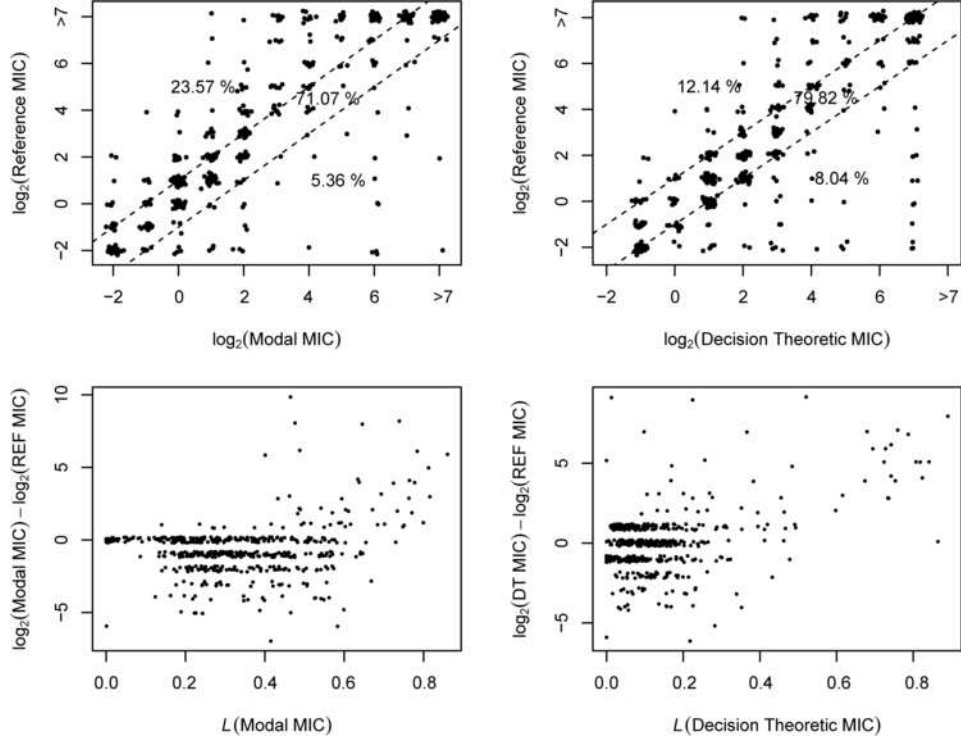 >7
6
4
2
0
−2
log₂(Reference MIC)
23.57 %
71.07 %
5.36 %
−2 0 2 4 6 >7
log₂(Modal MIC)
>7
6
4
2
0
−2
log₂(Reference MIC)
12.14 %
79.82 %
8.04 %
−2 0 2 4 6 >7
log₂(Decision Theoretic MIC)
10
5
0
−5
log₂(Modal MIC) − log₂(REF MIC)
0.0 0.2 0.4 0.6 0.8
L(Modal MIC)
5
0
−5
log₂(DT MIC) − log₂(REF MIC)
0.0 0.2 0.4 0.6 0.8
L(Decision Theoretic MIC)